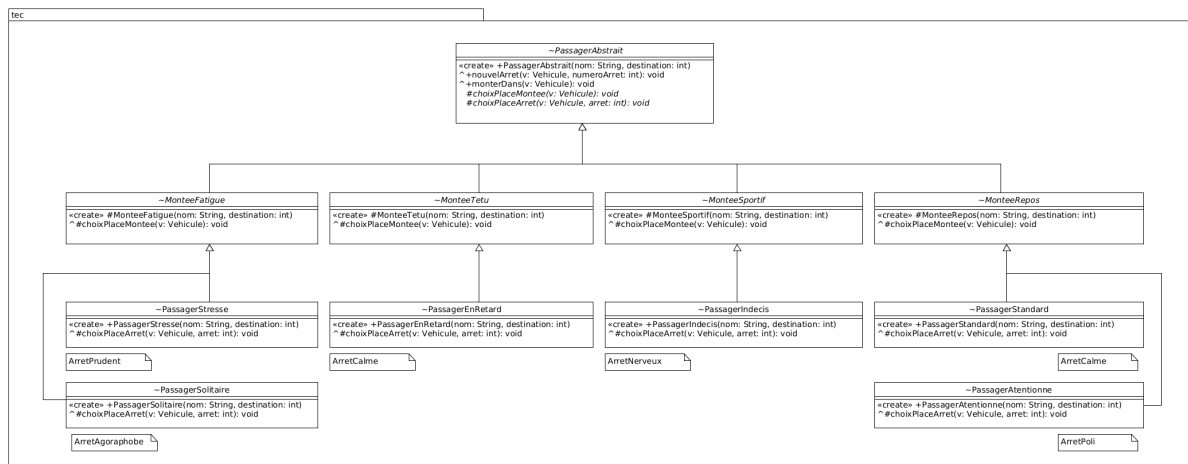 tec
~PassagerAbstrait
«create» +PassagerAbstrait(nom: String, destination: int)
^+nouvelArret(v: Vehicule, numeroArret: int): void
^+monterDans(v: Vehicule): void
#choixPlaceMontee(v: Vehicule): void
#choixPlaceArret(v: Vehicule, arret: int): void
~MonteeFatigue
«create» #MonteeFatigue(nom: String, destination: int)
^#choixPlaceMontee(v: Vehicule): void
~MonteeTetu
«create» #MonteeTetu(nom: String, destination: int)
^#choixPlaceMontee(v: Vehicule): void
~MonteeSportif
«create» #MonteeSportif(nom: String, destination: int)
^#choixPlaceMontee(v: Vehicule): void
~MonteeRepos
«create» #MonteeRepos(nom: String, destination: int)
^#choixPlaceMontee(v: Vehicule): void
~PassagerStresse
«create» +PassagerStresse(nom: String, destination: int)
^#choixPlaceArret(v: Vehicule, arret: int): void
ArretPrudent
~PassagerEnRetard
«create» +PassagerEnRetard(nom: String, destination: int)
^#choixPlaceArret(v: Vehicule, arret: int): void
ArretCalme
~PassagerIndecis
«create» +PassagerIndecis(nom: String, destination: int)
^#choixPlaceArret(v: Vehicule, arret: int): void
ArretNerveux
~PassagerStandard
«create» +PassagerStandard(nom: String, destination: int)
^#choixPlaceArret(v: Vehicule, arret: int): void
ArretCalme
~PassagerSolitaire
«create» +PassagerSolitaire(nom: String, destination: int)
^#choixPlaceArret(v: Vehicule, arret: int): void
ArretAgoraphobe
~PassagerAtentionne
«create» +PassagerAtentionne(nom: String, destination: int)
^#choixPlaceArret(v: Vehicule, arret: int): void
ArretPoli